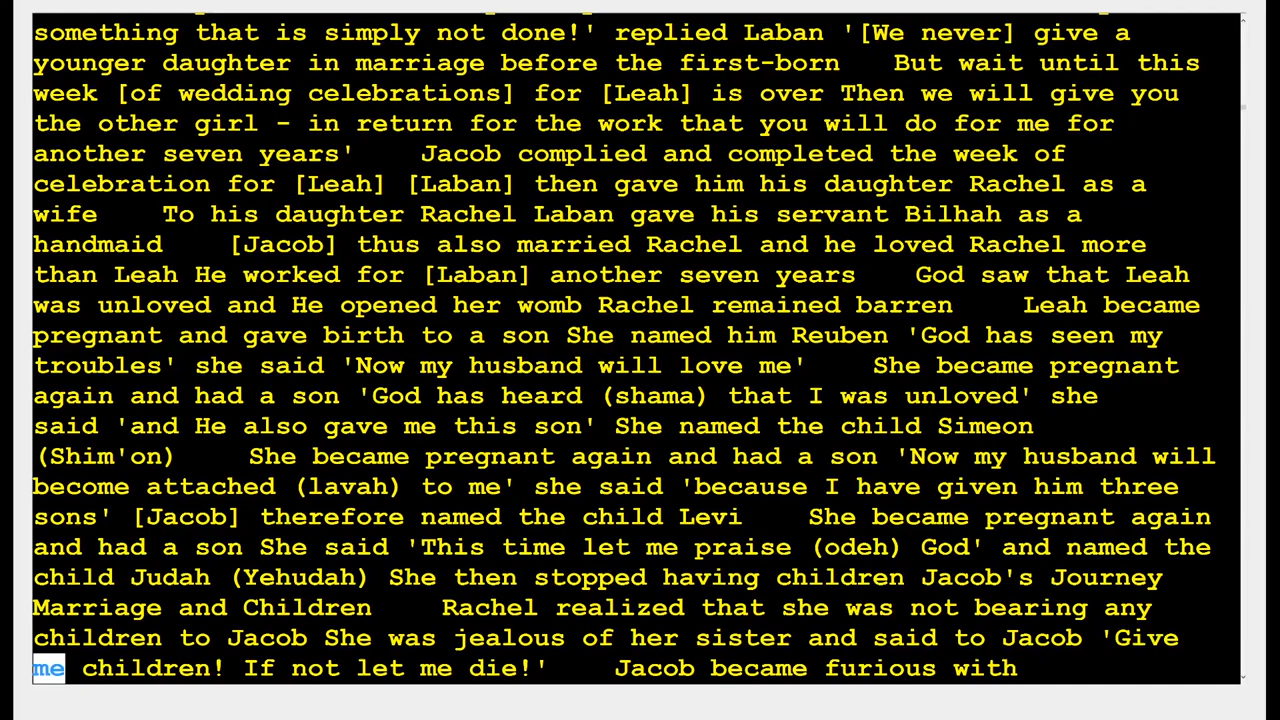 something that is simply not done!' replied Laban '[We never] give a
younger daughter in marriage before the first-born But wait until this
week [of wedding celebrations] for [Leah] is over Then we will give you
the other girl - in return for the work that you will do for me for
another seven years' Jacob complied and completed the week of
celebration for [Leah] [Laban] then gave him his daughter Rachel as a
wife To his daughter Rachel Laban gave his servant Bilhah as a
handmaid [Jacob] thus also married Rachel and he loved Rachel more
than Leah He worked for [Laban] another seven years God saw that Leah
was unloved and He opened her womb Rachel remained barren Leah became
pregnant and gave birth to a son She named him Reuben 'God has seen my
troubles' she said 'Now my husband will love me' She became pregnant
again and had a son 'God has heard (shama) that I was unloved' she
said 'and He also gave me this son' She named the child Simeon
(Shim'on) She became pregnant again and had a son 'Now my husband will
become attached (lavah) to me' she said 'because I have given him three
sons' [Jacob] therefore named the child Levi She became pregnant again
and had a son She said 'This time let me praise (odeh) God' and named the
child Judah (Yehudah) She then stopped having children Jacob's Journey
Marriage and Children Rachel realized that she was not bearing any
children to Jacob She was jealous of her sister and said to Jacob 'Give
me children! If not let me die!' Jacob became furious with